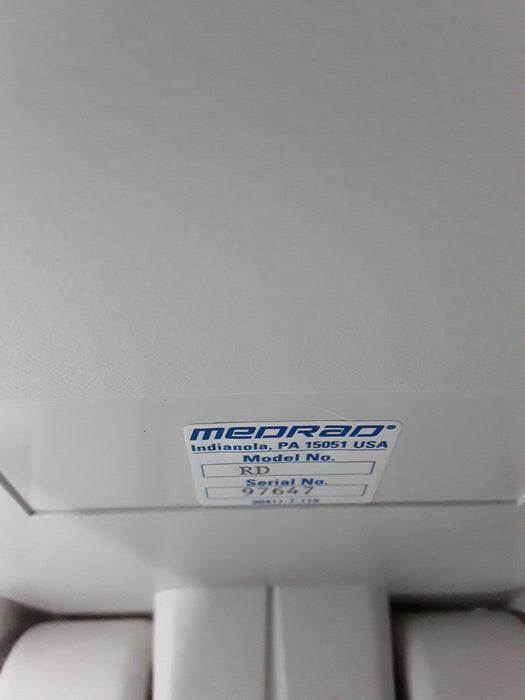 MEDRAD®
Indianola, PA 15051 USA
Model No.
RD
Serial No.
97647